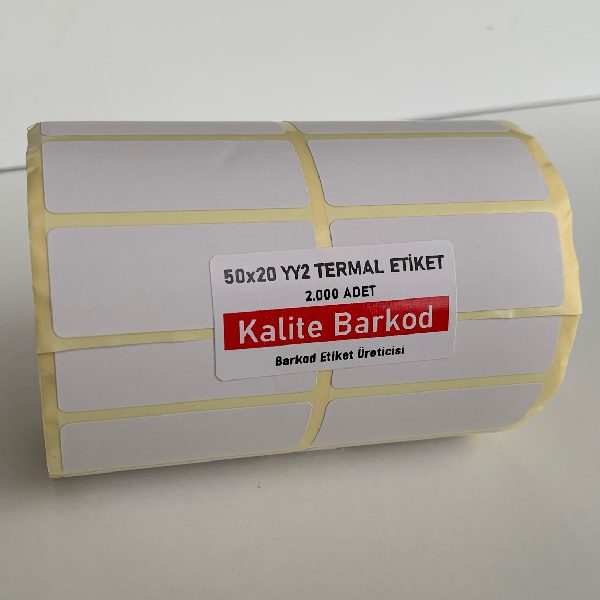 50x20 YY2 TERMAL ETİKET
2.000 ADET
Kalite Barkod
Barkod Etiket Üreticisi